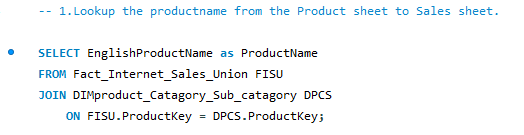 -- 1.Lookup the productname from the Product sheet to Sales sheet.
SELECT EnglishProductName as ProductName
FROM Fact_Internet_Sales_Union FISU
JOIN DIMproduct_Catagory_Sub_catagory DPCS
ON FISU.ProductKey = DPCS.ProductKey;